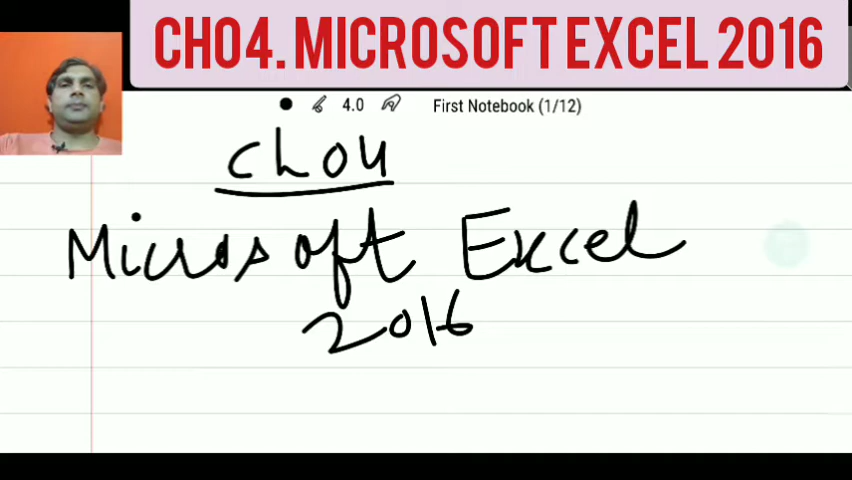 CH04. MICROSOFT EXCEL 2016
4.0 First Notebook (1/12)
Ch04
Microsoft Excel
2016